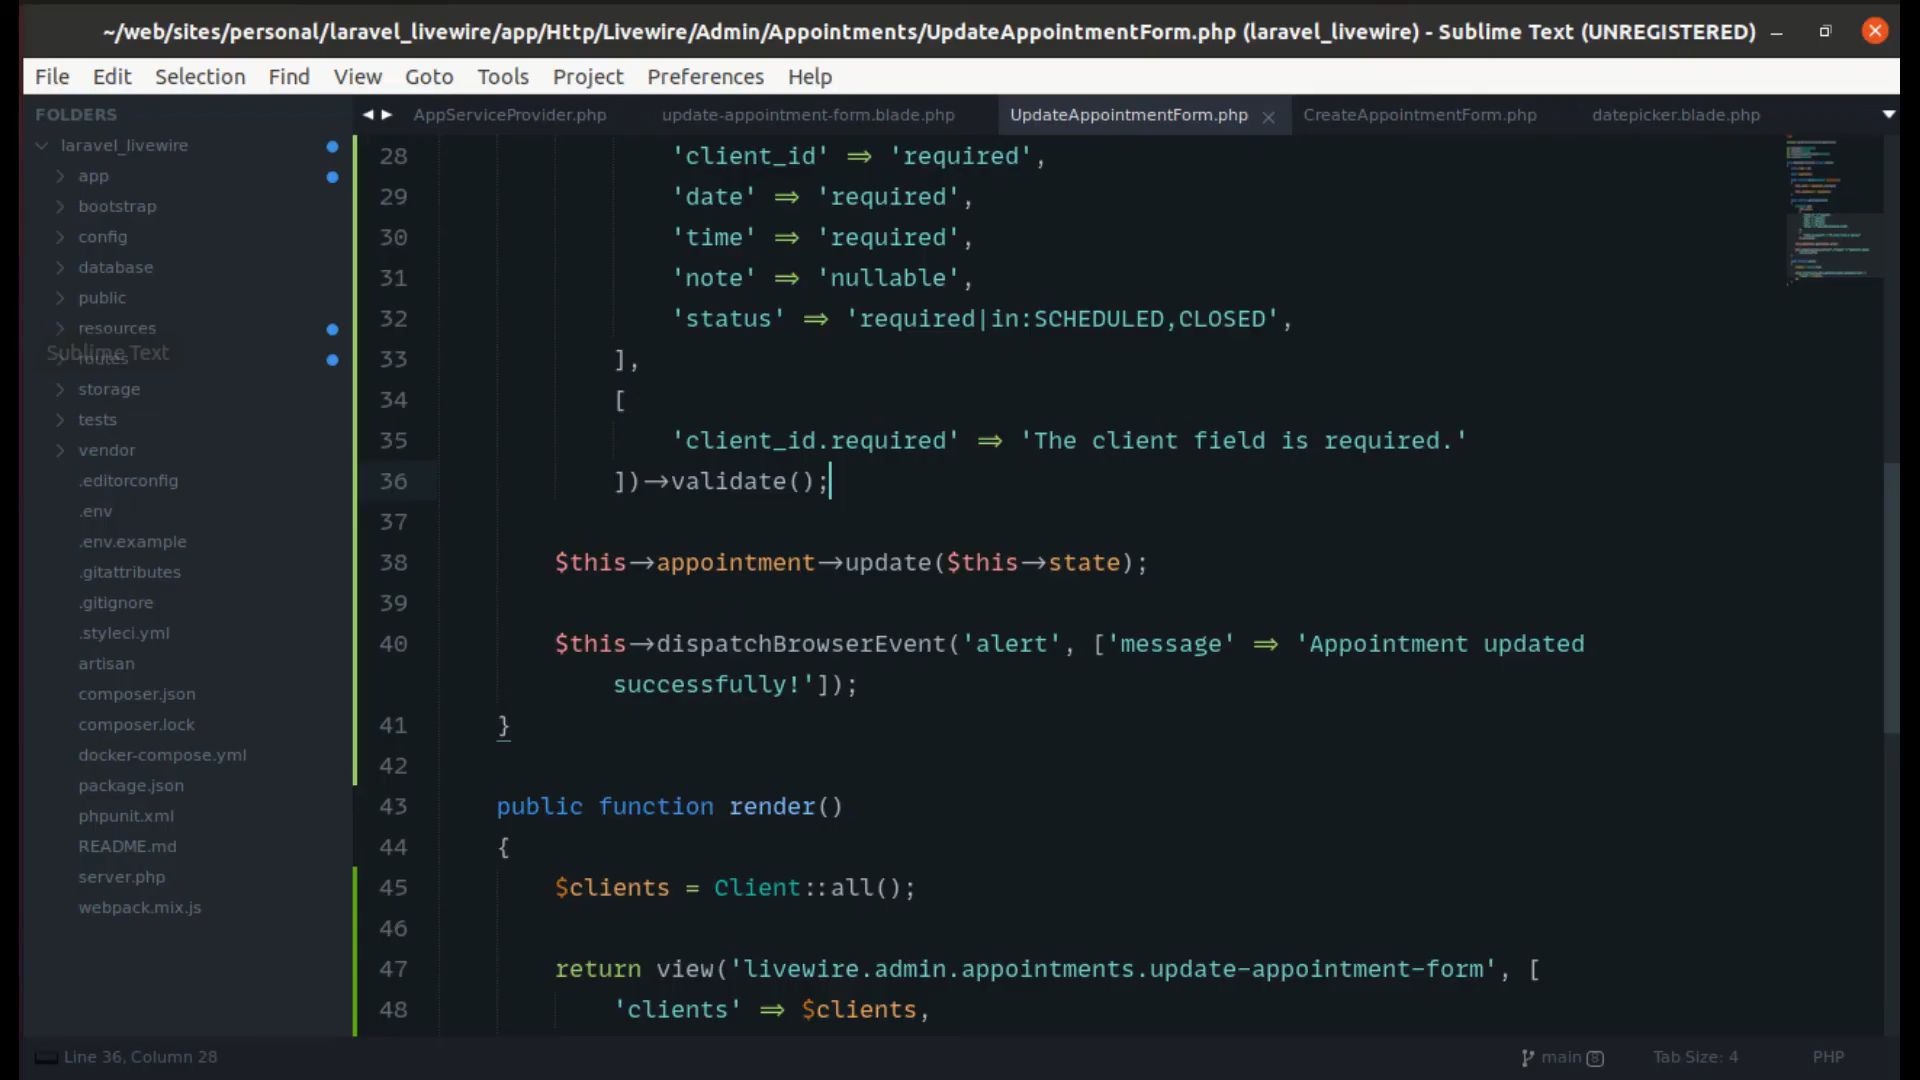 ~/web/sites/personal/laravel_livewire/app/Http/Livewire/Admin/Appointments/UpdateAppointmentForm.php (laravel_livewire) - Sublime Text (UNREGISTERED)
File Edit Selection Find View Goto Tools Project Preferences Help
FOLDERS
laravel_livewire
app
bootstrap
config
database
public
resources
routes
Sublime Text
storage
tests
vendor
.editorconfig
.env
.env.example
.gitattributes
.gitignore
.styleci.yml
artisan
composer.json
composer.lock
docker-compose.yml
package.json
phpunit.xml
README.md
server.php
webpack.mix.js
AppServiceProvider.php update-appointment-form.blade.php UpdateAppointmentForm.php CreateAppointmentForm.php datepicker.blade.php
28 'client_id' => 'required',
29 'date' => 'required',
30 'time' => 'required',
31 'note' => 'nullable',
32 'status' => 'required|in:SCHEDULED,CLOSED',
33 ],
34 [
35 'client_id.required' => 'The client field is required.'
36 ])->validate();
37
38 $this->appointment->update($this->state);
39
40 $this->dispatchBrowserEvent('alert', ['message' => 'Appointment updated
successfully!']);
41 }
42
43 public function render()
44 {
45 $clients = Client::all();
46
47 return view('livewire.admin.appointments.update-appointment-form', [
48 'clients' => $clients,
Line 36, Column 28 main 8 Tab Size: 4 PHP